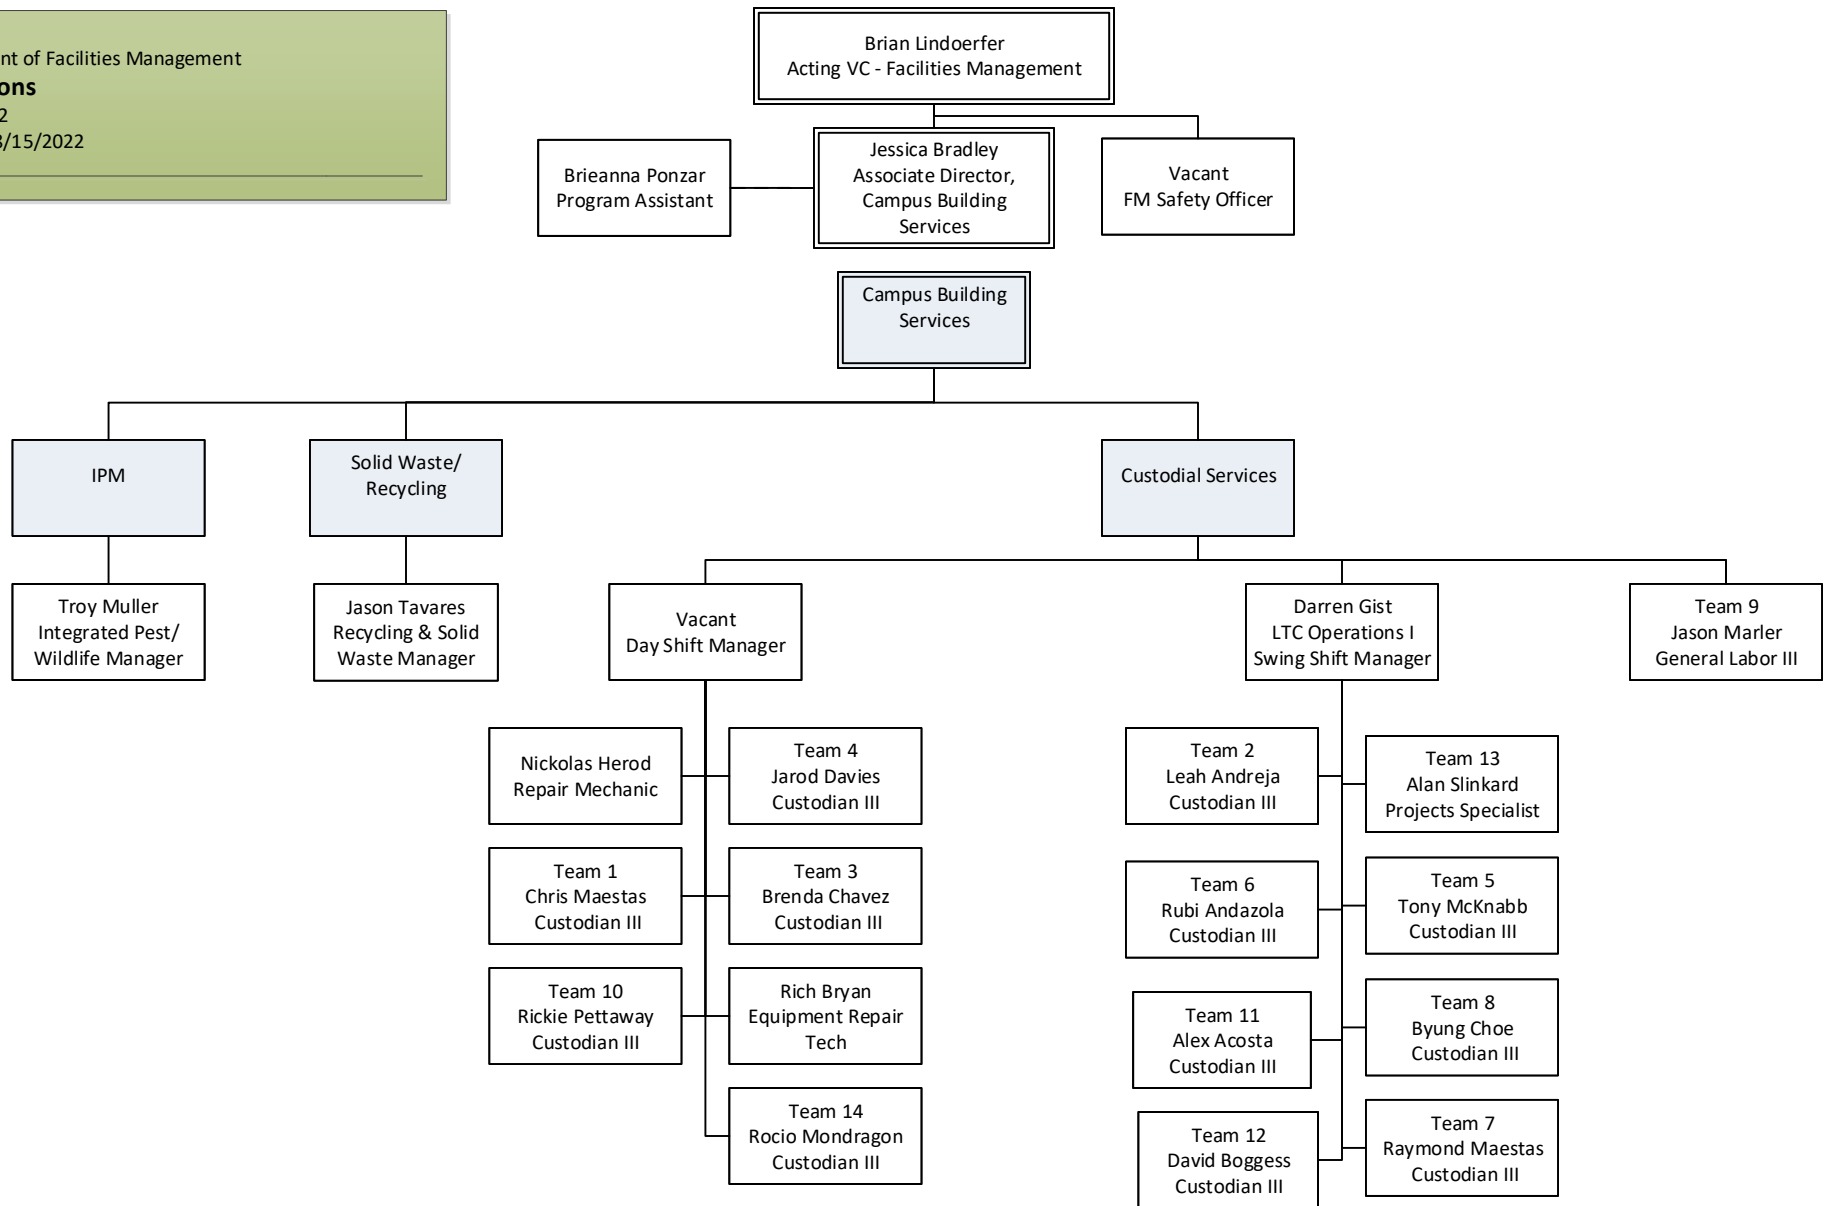 nt of Facilities Management
ons
2
/15/2022
Brian Lindoerfer
Acting VC - Facilities Management
Brieanna Ponzar
Program Assistant
Jessica Bradley
Associate Director,
Campus Building
Services
Vacant
FM Safety Officer
Campus Building
Services
IPM
Solid Waste/
Recycling
Custodial Services
Troy Muller
Integrated Pest/
Wildlife Manager
Jason Tavares
Recycling & Solid
Waste Manager
Vacant
Day Shift Manager
Darren Gist
LTC Operations I
Swing Shift Manager
Team 9
Jason Marler
General Labor III
Nickolas Herod
Repair Mechanic
Team 4
Jarod Davies
Custodian III
Team 1
Chris Maestas
Custodian III
Team 3
Brenda Chavez
Custodian III
Team 10
Rickie Pettaway
Custodian III
Rich Bryan
Equipment Repair
Tech
Team 14
Rocio Mondragon
Custodian III
Team 2
Leah Andreja
Custodian III
Team 13
Alan Slinkard
Projects Specialist
Team 6
Rubi Andazola
Custodian III
Team 5
Tony McKnabb
Custodian III
Team 11
Alex Acosta
Custodian III
Team 8
Byung Choe
Custodian III
Team 12
David Boggess
Custodian III
Team 7
Raymond Maestas
Custodian III